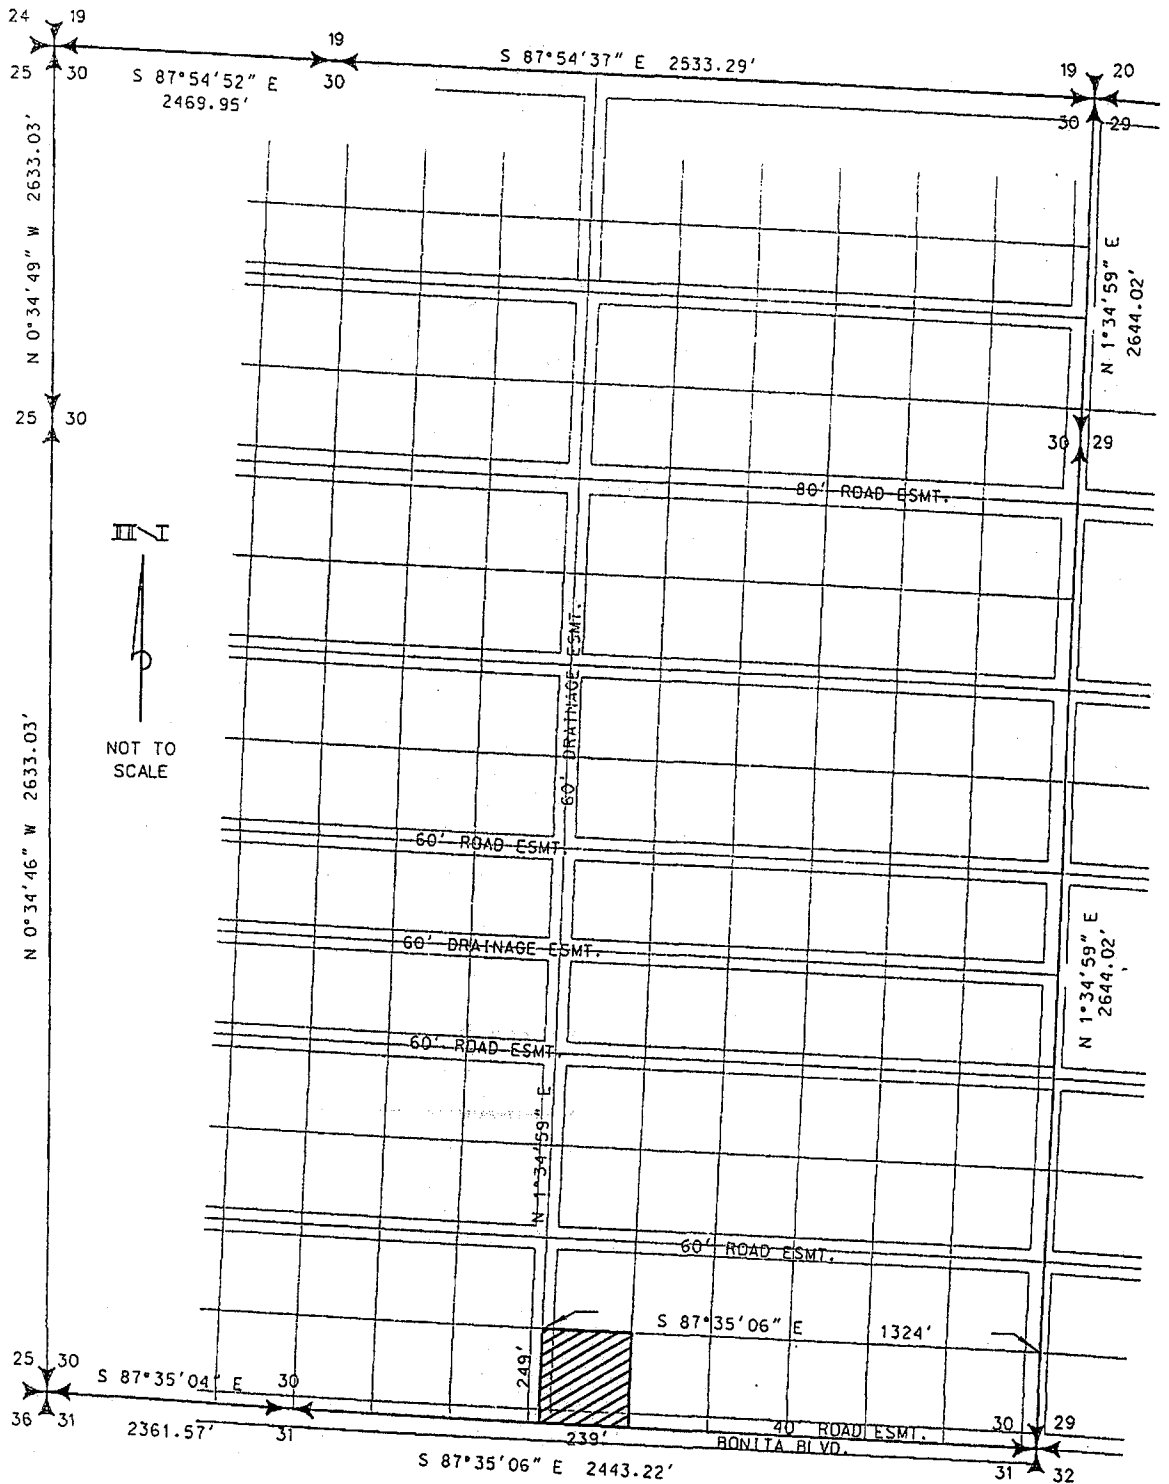 24 19
19
S 87°54'37" E 2533.29'
19 20
25 30
S 87°54'52" E
30
2469.95'
30 29
N 0°34'49" W 2633.03'
N 1°34'59" E
2644.02'
25 30
30 29
80' ROAD ESMT.
NOT TO
SCALE
60' DRAINAGE ESMT.
N 0°34'46" W 2633.03'
60' ROAD ESMT.
60' DRAINAGE ESMT.
N 1°34'59" E
2644.02'
60' ROAD ESMT.
N 1°34'59" E
60' ROAD ESMT.
S 87°35'06" E 1324'
249'
25 30
S 87°35'04" E
30
36 31
2361.57'
31
239'
40' ROAD ESMT.
BONITA BLVD.
30 29
S 87°35'06" E 2443.22'
31 32